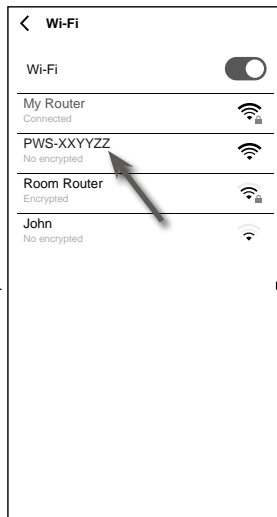 Wi-Fi
Wi-Fi
My Router
Connected
PWS-XXYYZZ
No encrypted
Room Router
Encrypted
John
No encrypted